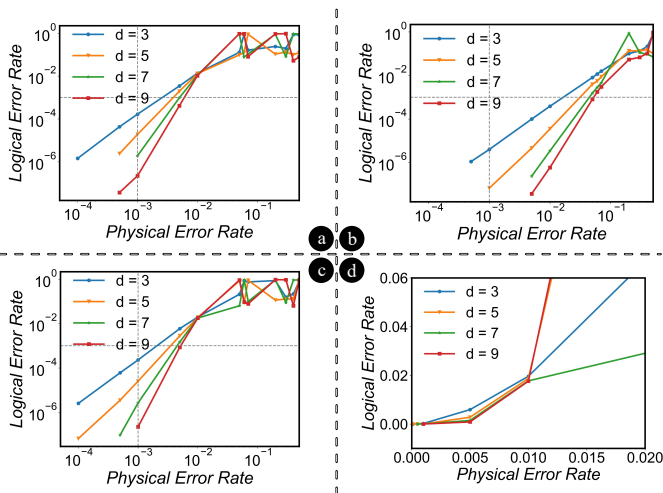 Logical Error Rate
10^0
10^−2
10^−4
10^−6
d = 3
d = 5
d = 7
d = 9
10^−4
10^−3
10^−2
10^−1
Physical Error Rate
a
Logical Error Rate
10^0
10^−2
10^−4
10^−6
d = 3
d = 5
d = 7
d = 9
10^−4
10^−3
10^−2
10^−1
Physical Error Rate
b
Logical Error Rate
10^0
10^−2
10^−4
10^−6
d = 3
d = 5
d = 7
d = 9
10^−4
10^−3
10^−2
10^−1
Physical Error Rate
c
Logical Error Rate
0.06
0.04
0.02
0.00
d = 3
d = 5
d = 7
d = 9
0.000
0.005
0.010
0.015
0.020
Physical Error Rate
d